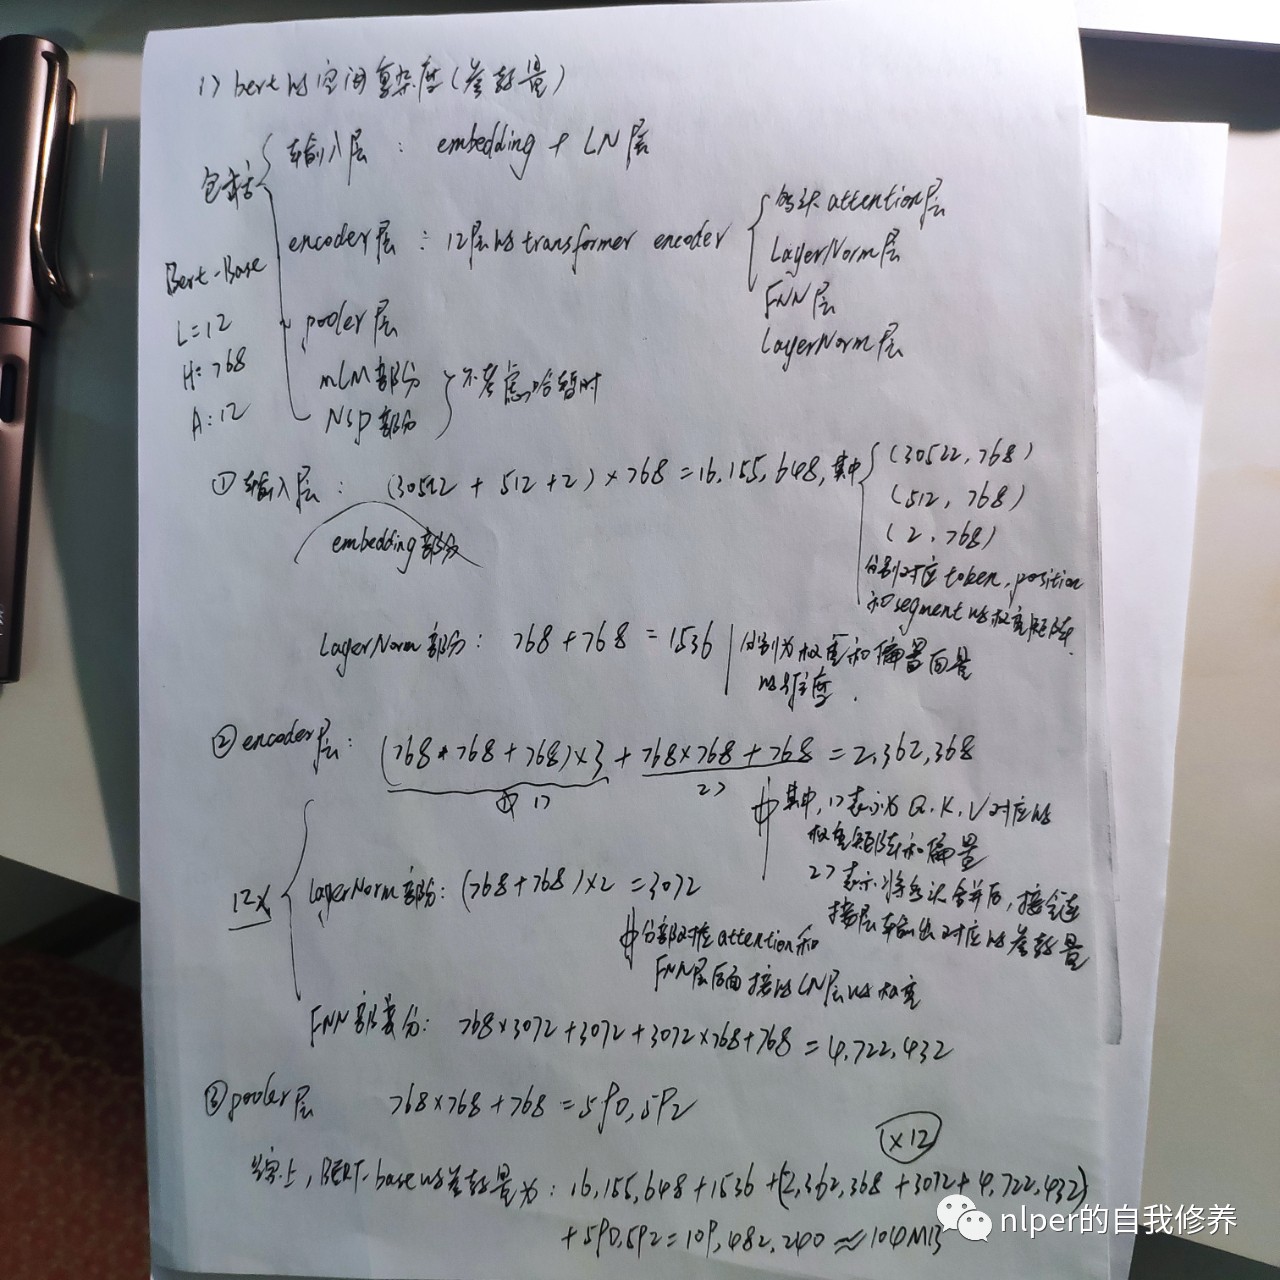 1) bert的空间复杂度(参数量)
包括
输入层: embedding + LN层
encoder层: 12层的transformer encoder
多头attention层
LayerNorm层
FNN层
LayerNorm层
pooler层
MLM部分
NSP部分
不考虑哈暂时
Bert-Base
L=12
H=768
A=12
① 输入层: (30522 + 512 + 2) × 768 = 16,155,648, 其中
(30522, 768)
(512, 768)
(2, 768)
分别对应token, position
和segment的权重矩阵.
embedding部分
LayerNorm部分: 768 + 768 = 1536
分别为权重和偏置向量
的维度.
② encoder层: (768*768 + 768)×3 + 768×768 + 768 = 2,362,368
1)
2)
其中, 1)表示为Q.K.V对应的
权重矩阵和偏置
2)表示将多头合并后, 接全连
接层输出对应的参数量
12×
LayerNorm部分: (768+768)×2 = 3072
分别对应attention和
FNN层后面接的LN层的权重
FNN部分: 768×3072+3072+3072×768+768 = 4,722,432
③ pooler层 768×768+768 = 590,592
(×12)
综上, BERT-base的参数量为: 16,155,648 + 1536 + (2,362,368 + 3072 + 4,722,432)
+ 590,592 = 109,482,240 ≈ 104MB
nlper的自我修养